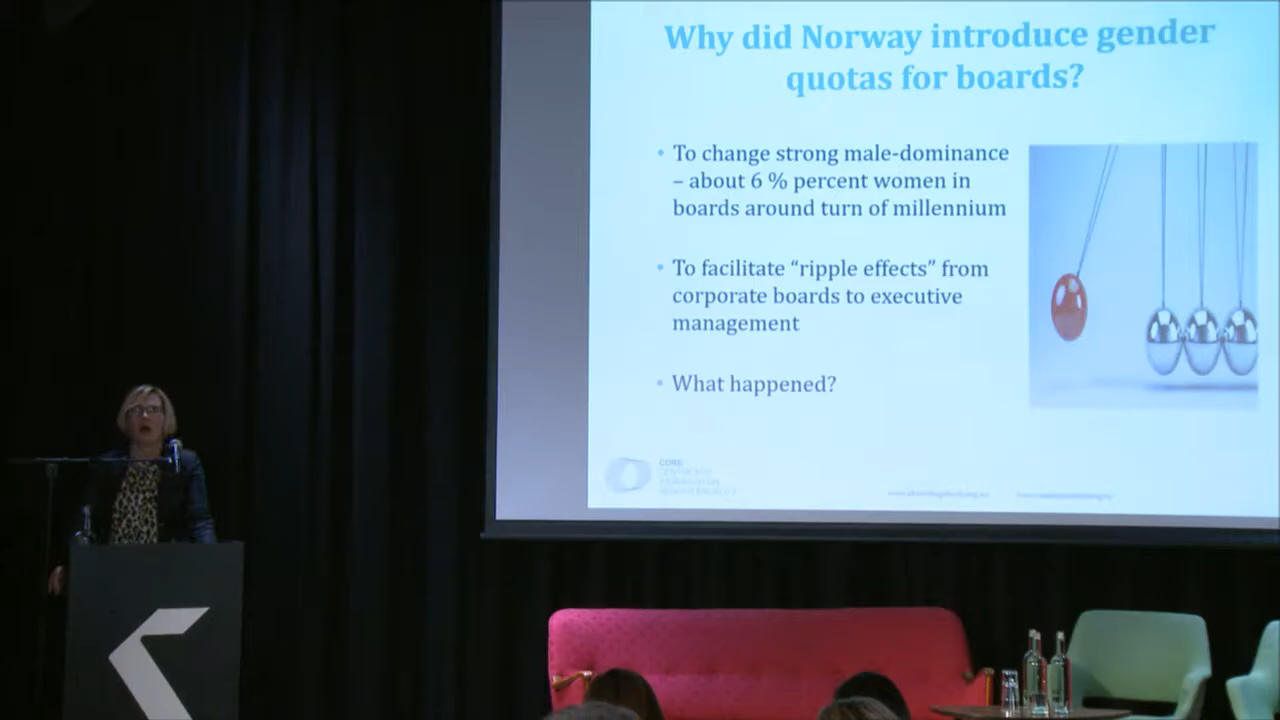 Why did Norway introduce gender
quotas for boards?
• To change strong male-dominance
– about 6 % percent women in
boards around turn of millennium
• To facilitate “ripple effects” from
corporate boards to executive
management
• What happened?
CORE